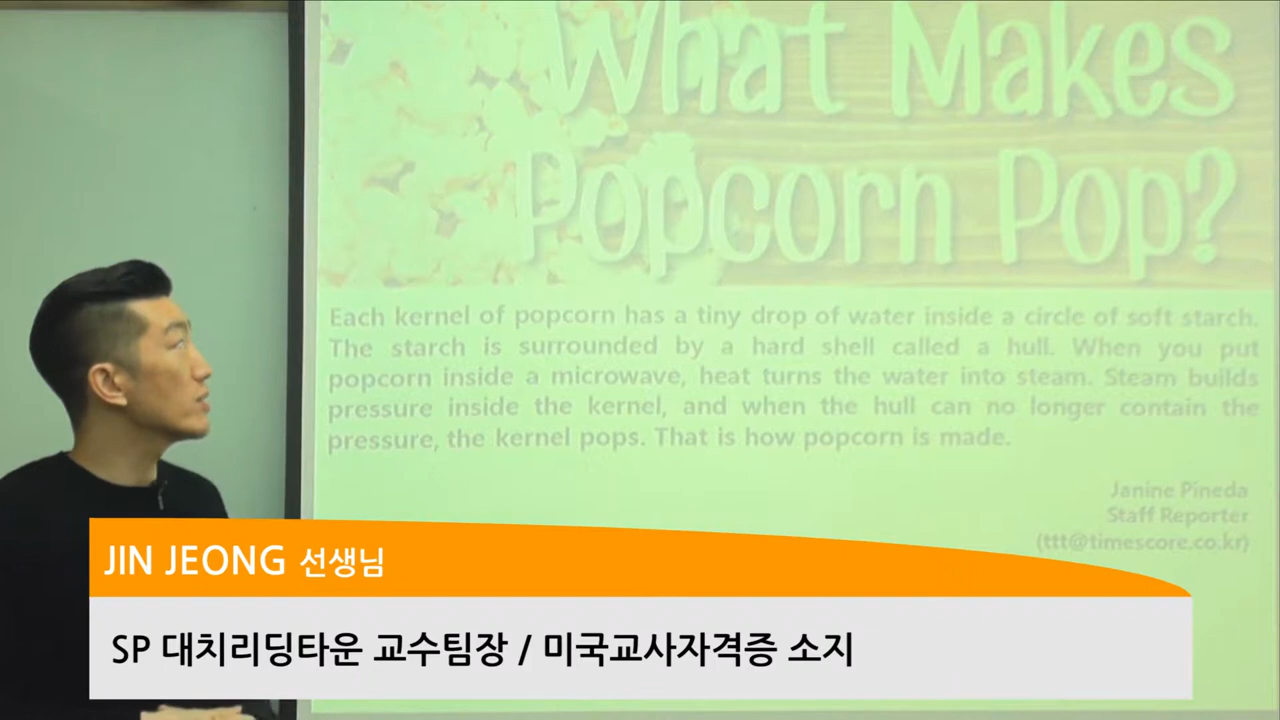 What Makes
Popcorn Pop?
Each kernel of popcorn has a tiny drop of water inside a circle of soft starch.
The starch is surrounded by a hard shell called a hull. When you put
popcorn inside a microwave, heat turns the water into steam. Steam builds
pressure inside the kernel, and when the hull can no longer contain the
pressure, the kernel pops. That is how popcorn is made.
Janine Pineda
Staff Reporter
(ttt@timescore.co.kr)
JIN JEONG 선생님
SP 대치리딩타운 교수팀장 / 미국교사자격증 소지